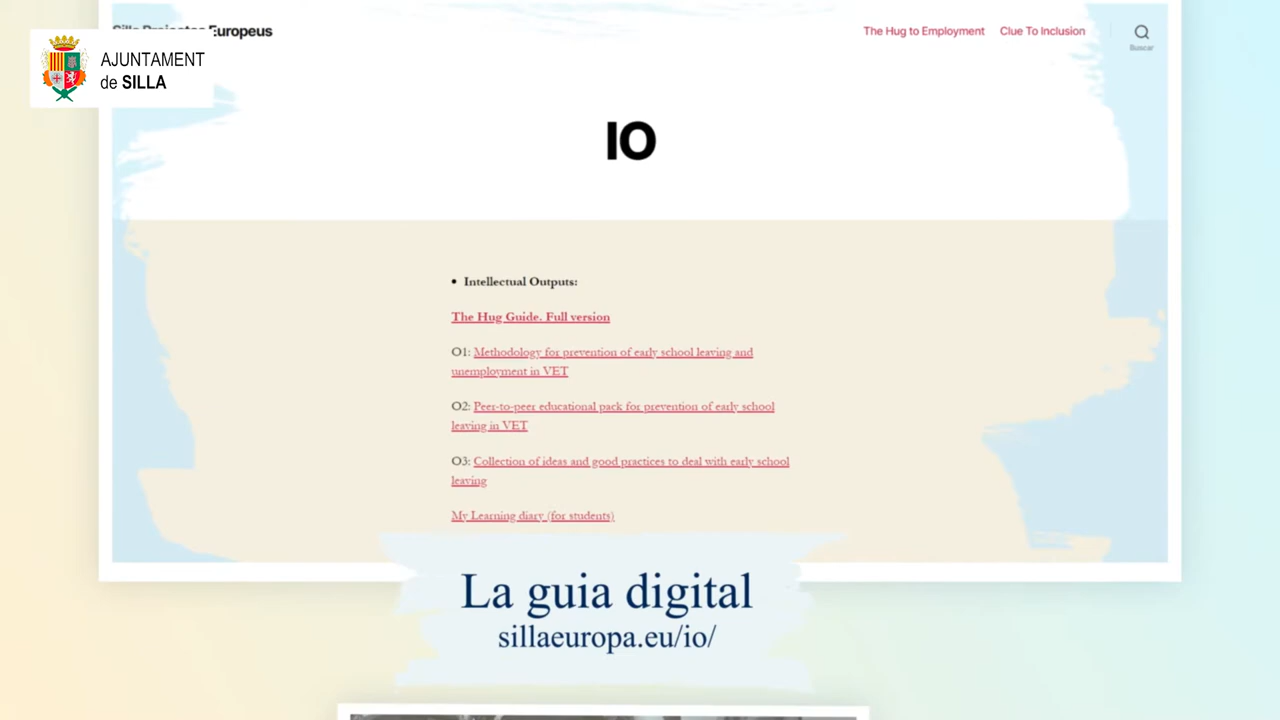 Europeus
The Hug to Employment
Clue To Inclusion
Buscar
AJUNTAMENT
de SILLA
IO
• Intellectual Outputs:
The Hug Guide. Full version
O1: Methodology for prevention of early school leaving and
unemployment in VET
O2: Peer-to-peer educational pack for prevention of early school
leaving in VET
O3: Collection of ideas and good practices to deal with early school
leaving
My Learning diary (for students)
La guia digital
sillaeuropa.eu/io/